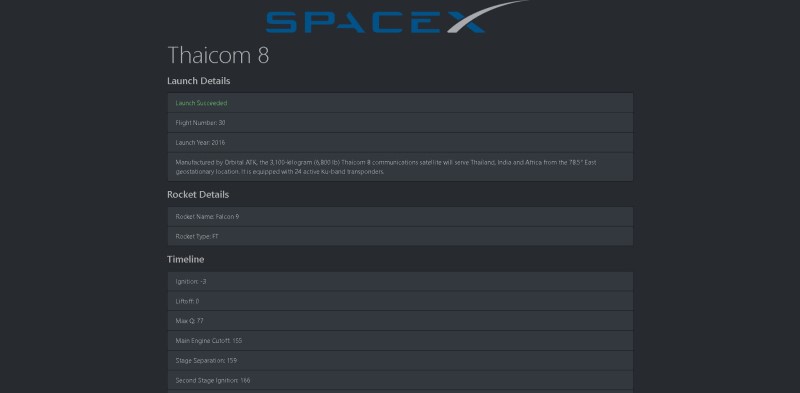 SPACEX
Thaicom 8
Launch Details
Launch Succeeded
Flight Number: 30
Launch Year: 2016
Manufactured by Orbital ATK, the 3,100-kilogram (6,800 lb) Thaicom 8 communications satellite will serve Thailand, India and Africa from the 78.5° East
geostationary location. It is equipped with 24 active Ku-band transponders.
Rocket Details
Rocket Name: Falcon 9
Rocket Type: FT
Timeline
Ignition: -3
Liftoff: 0
Max Q: 77
Main Engine Cutoff: 155
Stage Separation: 159
Second Stage Ignition: 166